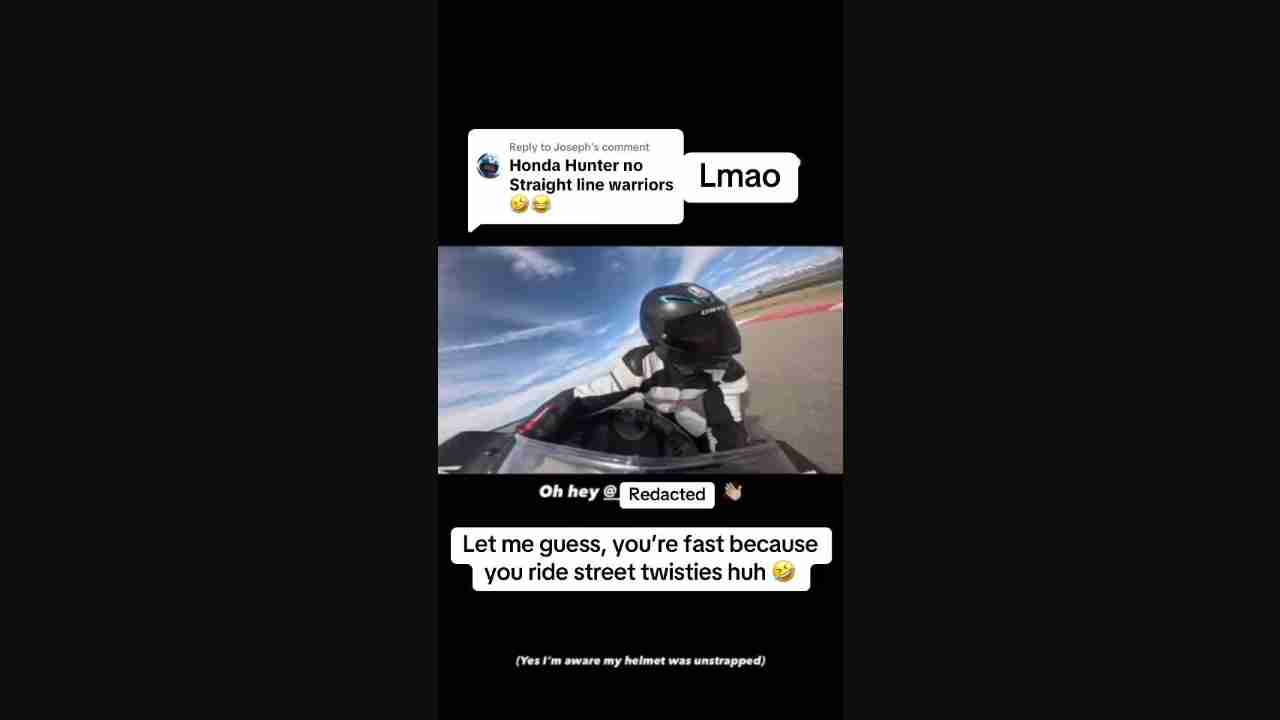 Reply to Joseph's comment
Honda Hunter no
Straight line warriors
🤣😂
Lmao
Oh hey @ Redacted 👋🏼
Let me guess, you're fast because
you ride street twisties huh 🤣
(Yes I'm aware my helmet was unstrapped)